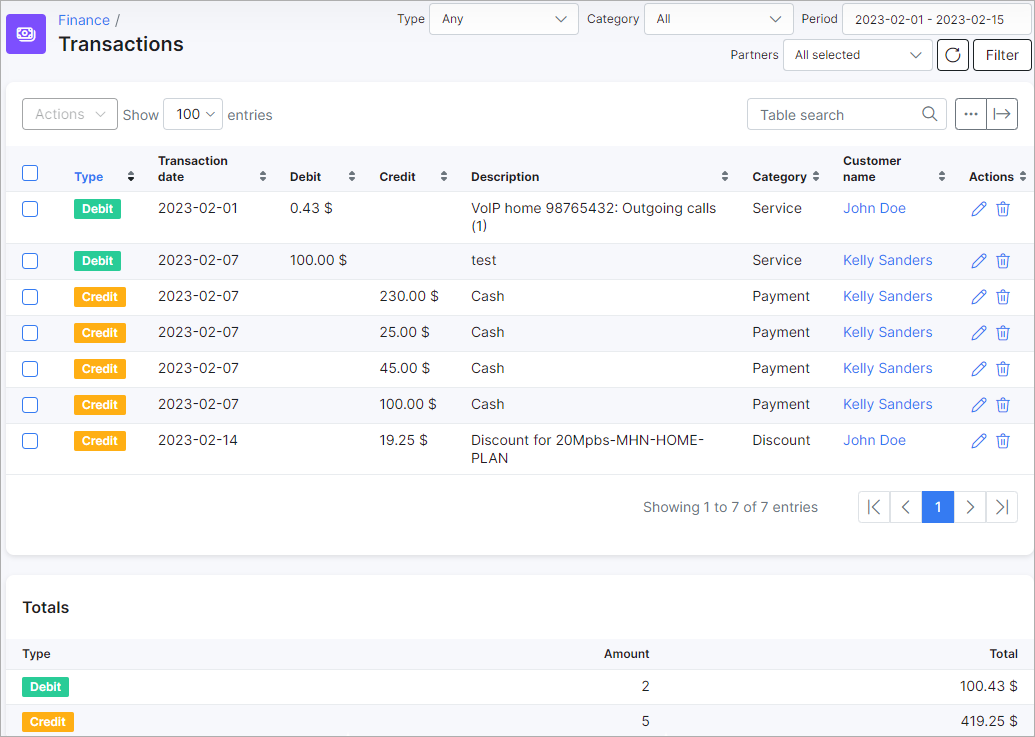 Finance /
Transactions
Type Any Category All Period 2023-02-01 - 2023-02-15
Partners All selected Filter
Actions Show 100 entries Table search ...
Type Transaction date Debit Credit Description Category Customer name Actions
Debit 2023-02-01 0.43 $ VoIP home 98765432: Outgoing calls Service John Doe
(1)
Debit 2023-02-07 100.00 $ test Service Kelly Sanders
Credit 2023-02-07 230.00 $ Cash Payment Kelly Sanders
Credit 2023-02-07 25.00 $ Cash Payment Kelly Sanders
Credit 2023-02-07 45.00 $ Cash Payment Kelly Sanders
Credit 2023-02-07 100.00 $ Cash Payment Kelly Sanders
Credit 2023-02-14 19.25 $ Discount for 20Mpbs-MHN-HOME- Discount John Doe
PLAN
Showing 1 to 7 of 7 entries 1
Totals
Type Amount Total
Debit 2 100.43 $
Credit 5 419.25 $